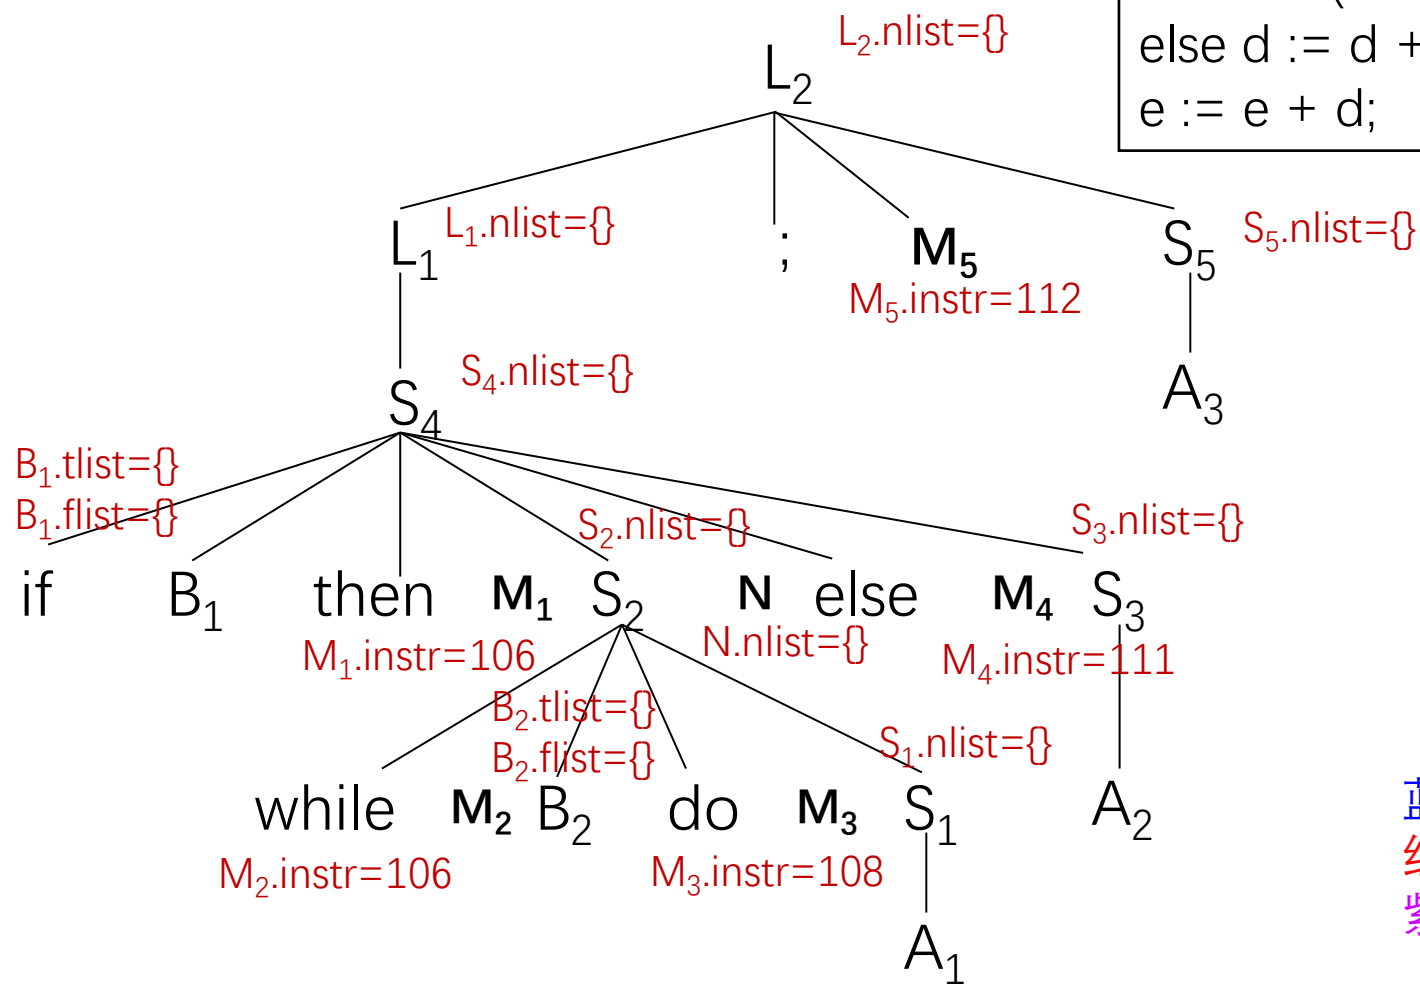 L₂.nlist={}
else d := d +
L₂
e := e + d;
L₁.nlist={}
S₅.nlist={}
L₁ ; M₅ S₅
M₅.instr=112
S₄.nlist={}
S₄ A₃
B₁.tlist={}
B₁.flist={}
S₂.nlist={}
S₃.nlist={}
if B₁ then M₁ S₂ N else M₄ S₃
M₁.instr=106
N.nlist={}
M₄.instr=111
B₂.tlist={}
B₂.flist={}
S₁.nlist={}
while M₂ B₂ do M₃ S₁ A₂
M₂.instr=106
M₃.instr=108
A₁